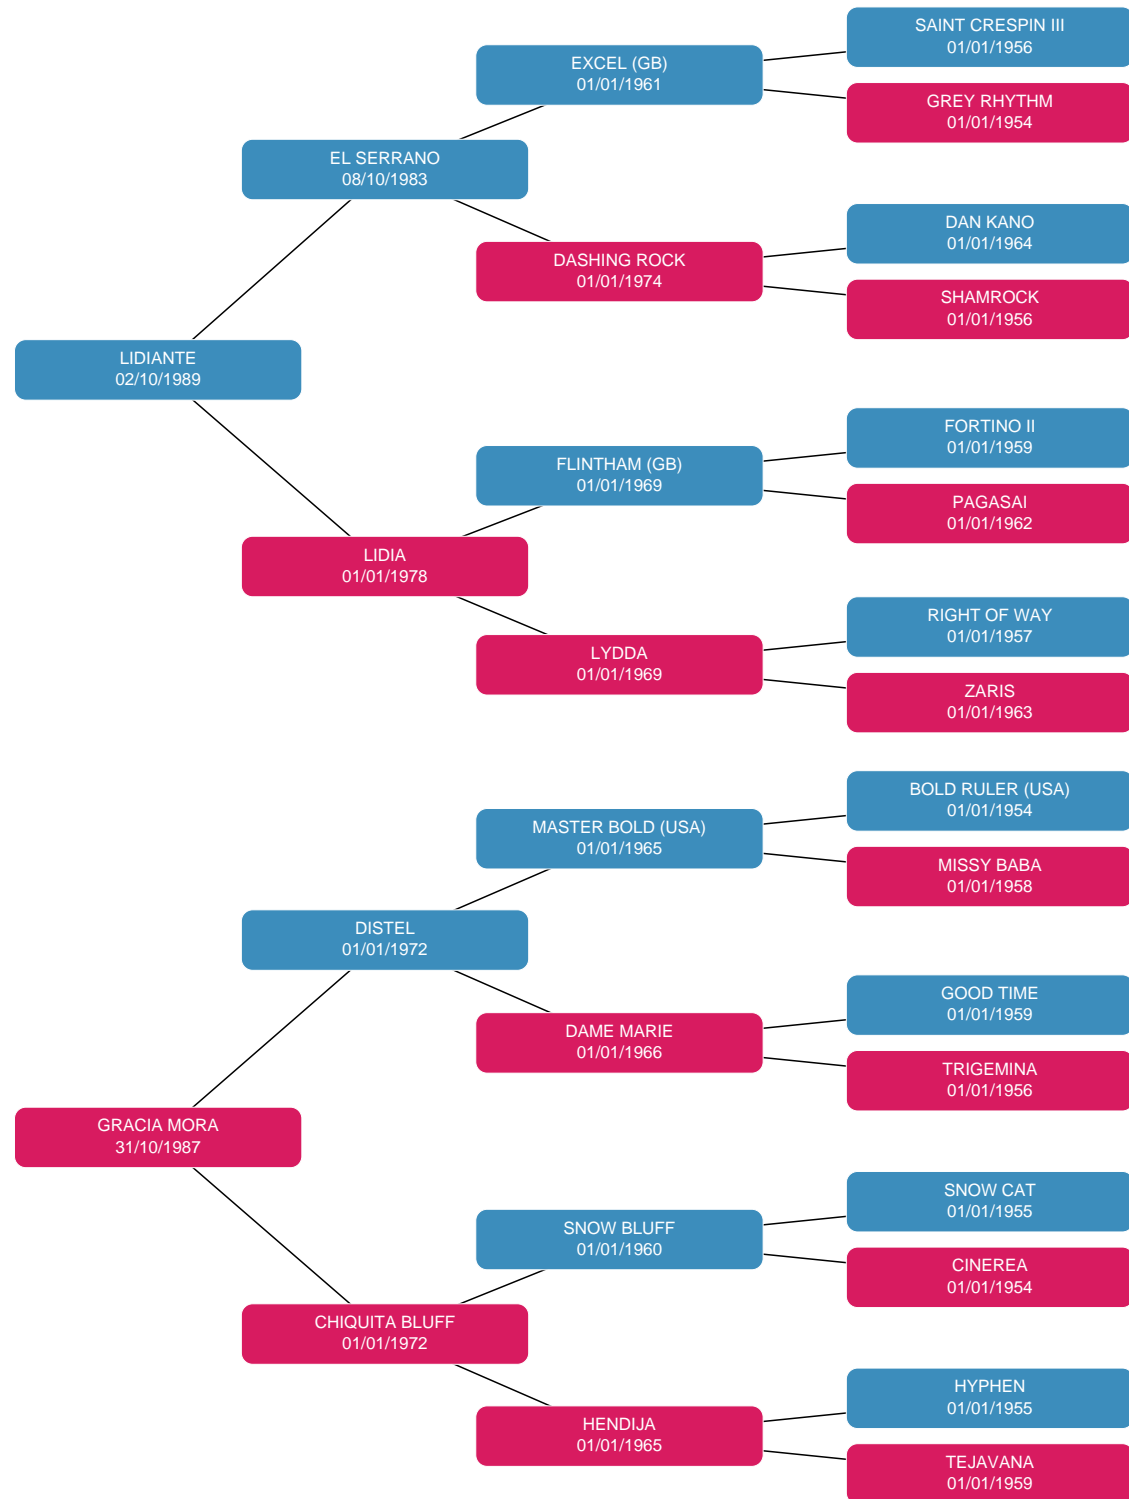 SAINT CRESPIN III
01/01/1956
EXCEL (GB)
01/01/1961
GREY RHYTHM
01/01/1954
EL SERRANO
08/10/1983
DAN KANO
01/01/1964
DASHING ROCK
01/01/1974
SHAMROCK
01/01/1956
LIDIANTE
02/10/1989
FORTINO II
01/01/1959
FLINTHAM (GB)
01/01/1969
PAGASAI
01/01/1962
LIDIA
01/01/1978
RIGHT OF WAY
01/01/1957
LYDDA
01/01/1969
ZARIS
01/01/1963
BOLD RULER (USA)
01/01/1954
MASTER BOLD (USA)
01/01/1965
MISSY BABA
01/01/1958
DISTEL
01/01/1972
GOOD TIME
01/01/1959
DAME MARIE
01/01/1966
TRIGEMINA
01/01/1956
GRACIA MORA
31/10/1987
SNOW CAT
01/01/1955
SNOW BLUFF
01/01/1960
CINEREA
01/01/1954
CHIQUITA BLUFF
01/01/1972
HYPHEN
01/01/1955
HENDIJA
01/01/1965
TEJAVANA
01/01/1959